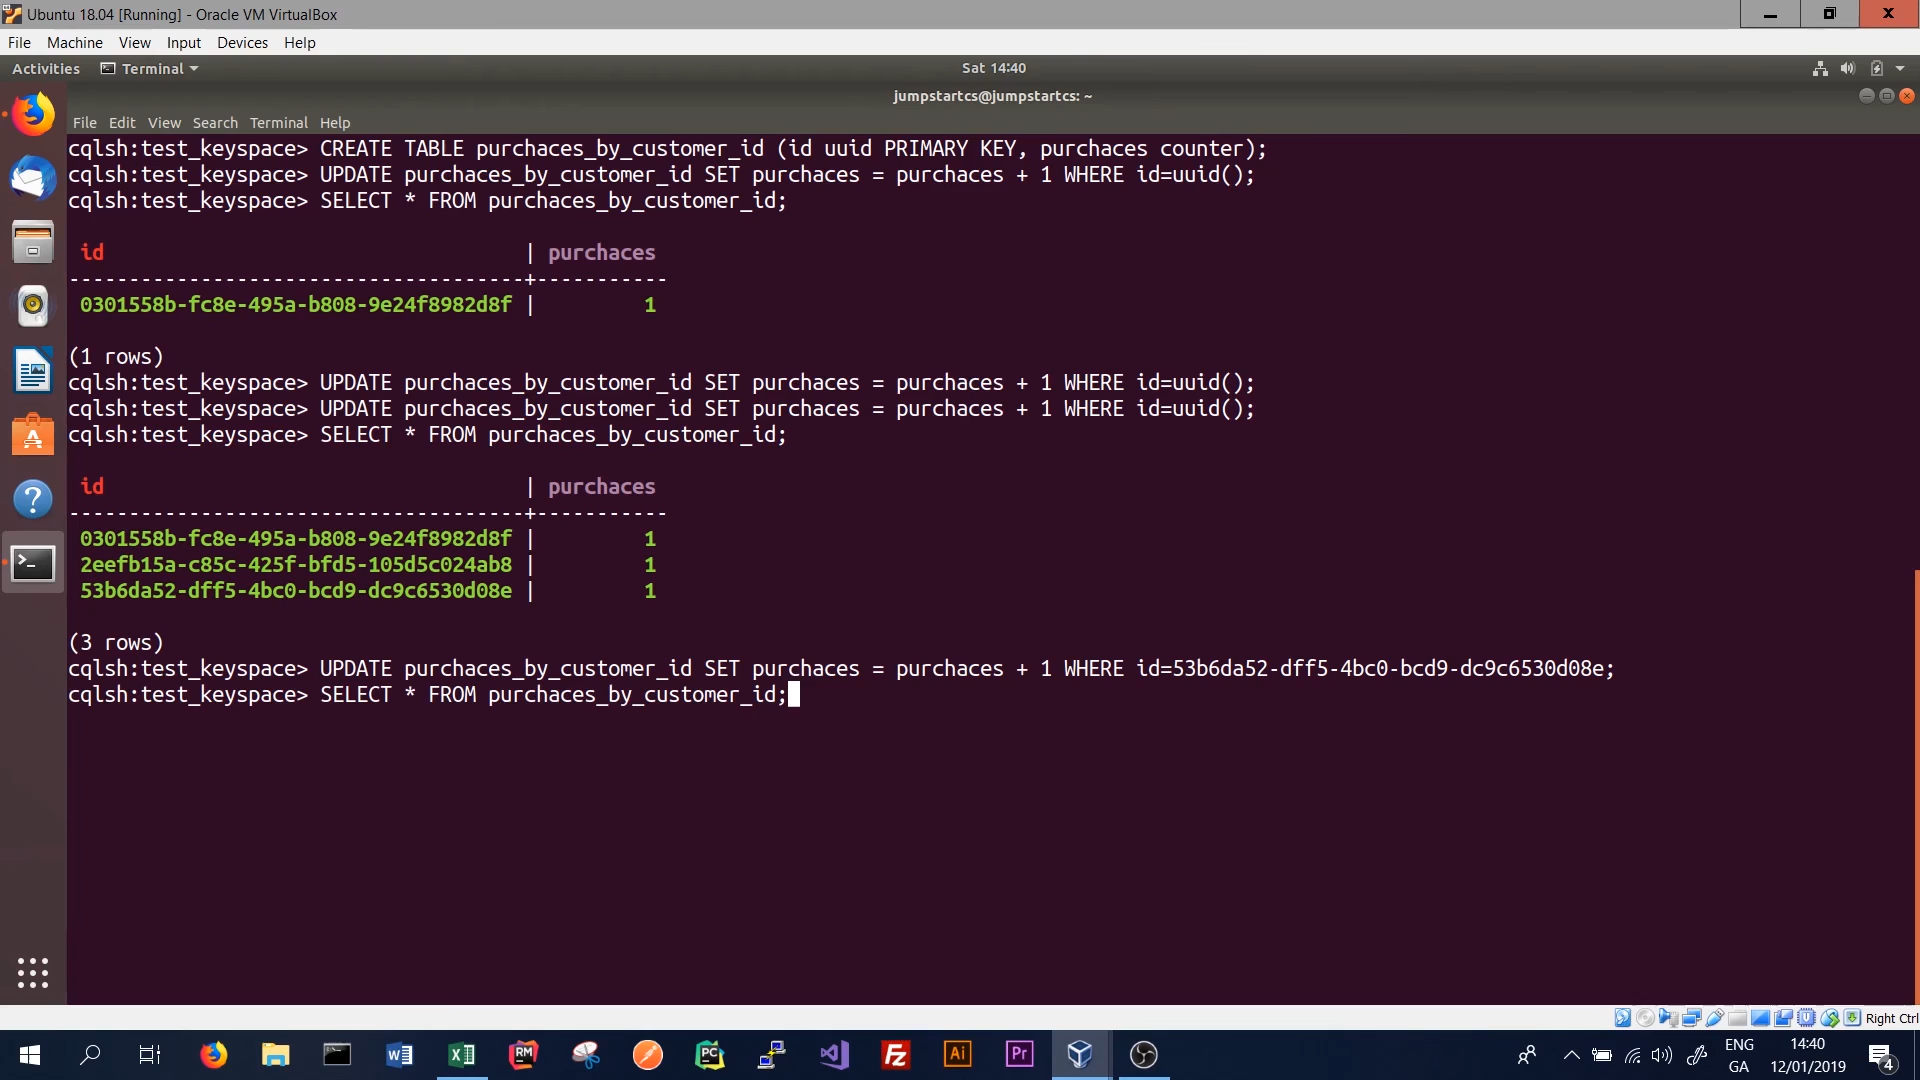 Ubuntu 18.04 [Running] - Oracle VM VirtualBox
File Machine View Input Devices Help
Activities Terminal Sat 14:40
jumpstartcs@jumpstartcs: ~
File Edit View Search Terminal Help
cqlsh:test_keyspace> CREATE TABLE purchaces_by_customer_id (id uuid PRIMARY KEY, purchaces counter);
cqlsh:test_keyspace> UPDATE purchaces_by_customer_id SET purchaces = purchaces + 1 WHERE id=uuid();
cqlsh:test_keyspace> SELECT * FROM purchaces_by_customer_id;
id | purchaces
--------------------------------------+-----------
0301558b-fc8e-495a-b808-9e24f8982d8f | 1
(1 rows)
cqlsh:test_keyspace> UPDATE purchaces_by_customer_id SET purchaces = purchaces + 1 WHERE id=uuid();
cqlsh:test_keyspace> UPDATE purchaces_by_customer_id SET purchaces = purchaces + 1 WHERE id=uuid();
cqlsh:test_keyspace> SELECT * FROM purchaces_by_customer_id;
id | purchaces
--------------------------------------+-----------
0301558b-fc8e-495a-b808-9e24f8982d8f | 1
2eefb15a-c85c-425f-bfd5-105d5c024ab8 | 1
53b6da52-dff5-4bc0-bcd9-dc9c6530d08e | 1
(3 rows)
cqlsh:test_keyspace> UPDATE purchaces_by_customer_id SET purchaces = purchaces + 1 WHERE id=53b6da52-dff5-4bc0-bcd9-dc9c6530d08e;
cqlsh:test_keyspace> SELECT * FROM purchaces_by_customer_id;
Right Ctrl
ENG 14:40
GA 12/01/2019 4